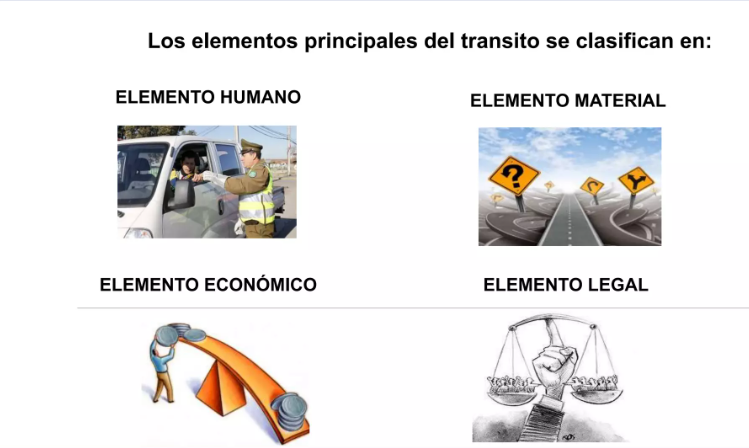 Los elementos principales del transito se clasifican en:
ELEMENTO HUMANO
ELEMENTO MATERIAL
?
ELEMENTO ECONÓMICO
ELEMENTO LEGAL